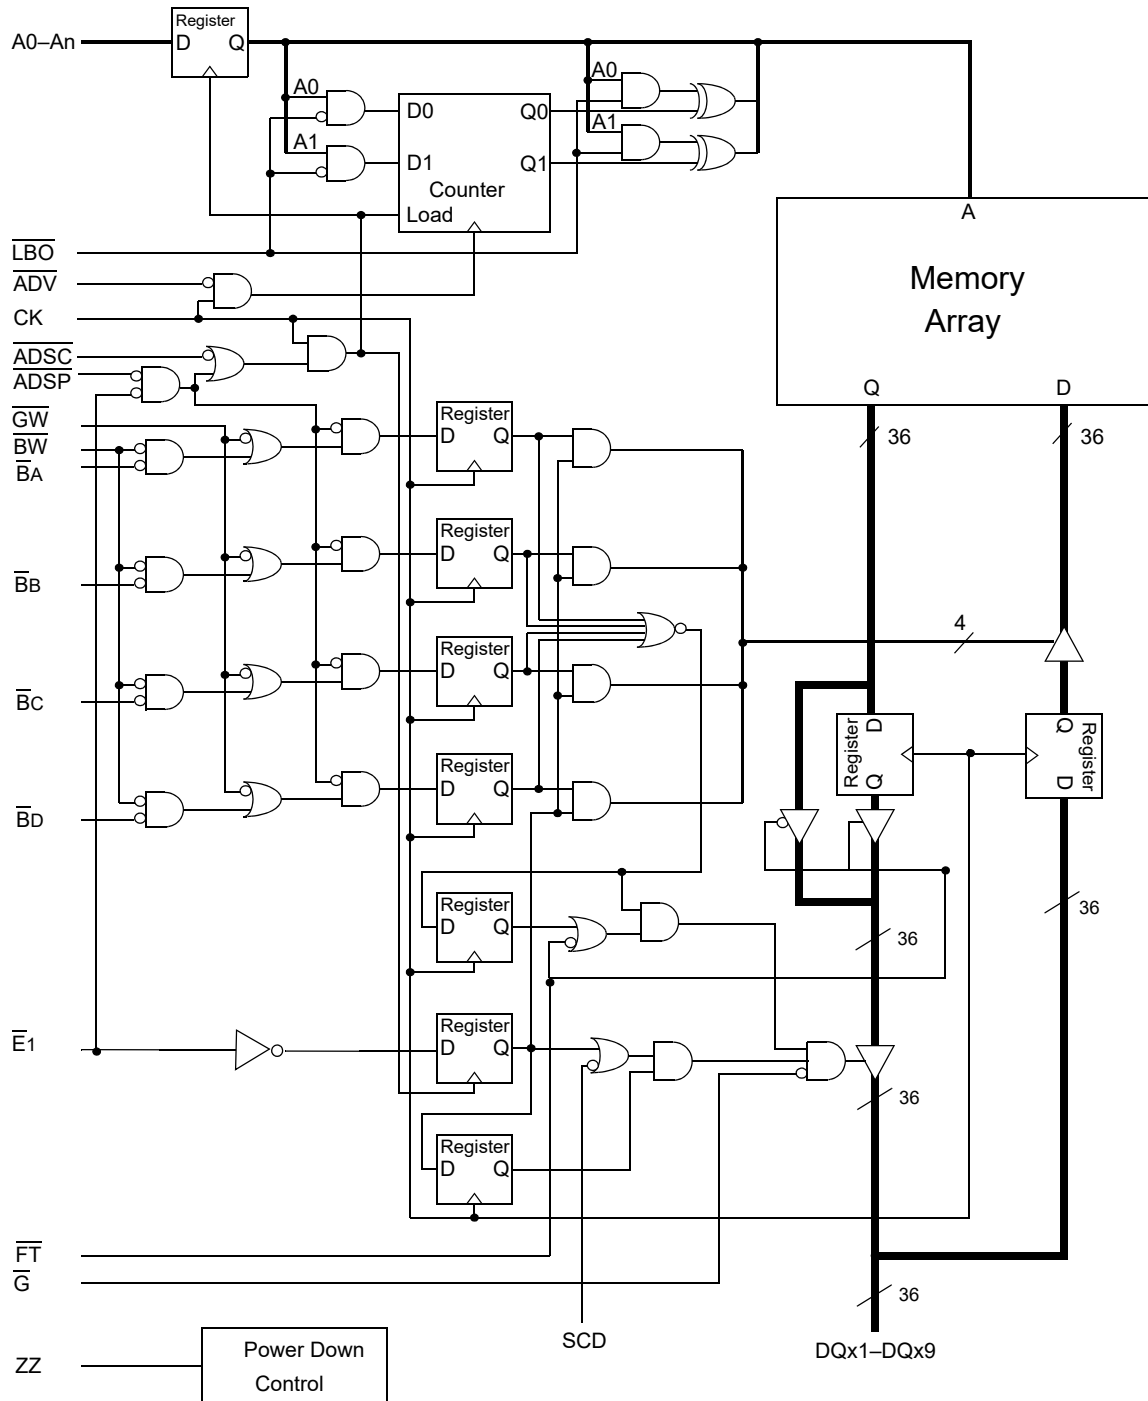 Register
A0–An
D Q
A0
A0
D0
Q0
A1
A1
D1
Q1
Counter
Load
A
LBO
ADV
Memory
Array
CK
ADSC
ADSP
Q
D
GW
Register
36
36
BW
D Q
BA
Register
D Q
BB
4
Register
D Q
BC
Register
D
Q
Q
Register
D
Register
D Q
BD
Register
36
D Q
36
Register
E1
D Q
36
Register
D Q
FT
G
36
SCD
DQx1–DQx9
Power Down
ZZ
Control